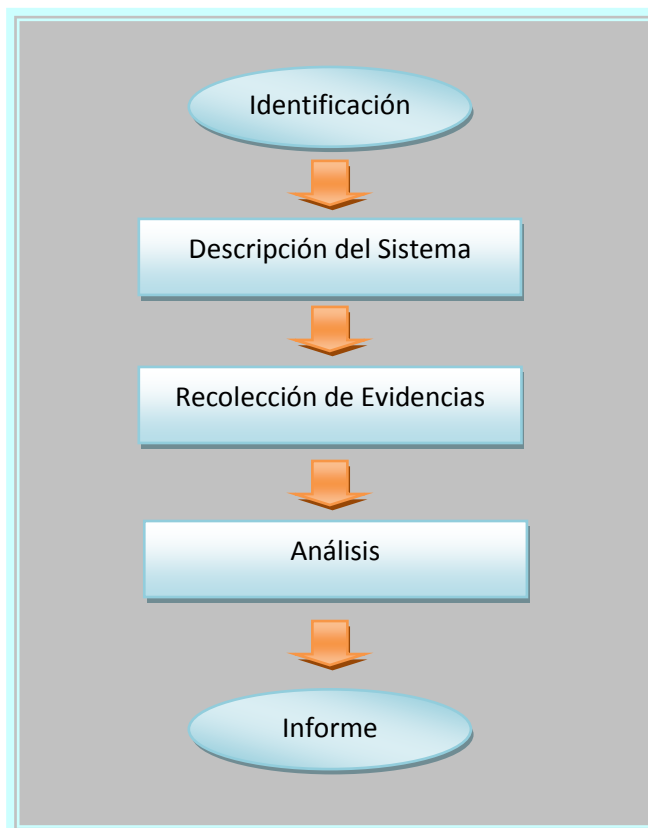 Identificación
Descripción del Sistema
Recolección de Evidencias
Análisis
Informe